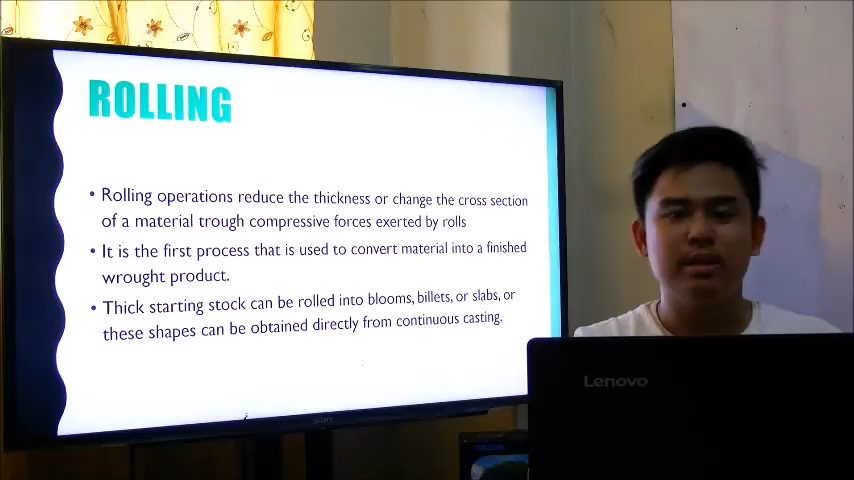 ROLLING
• Rolling operations reduce the thickness or change the cross section
of a material trough compressive forces exerted by rolls
• It is the first process that is used to convert material into a finished
wrought product.
• Thick starting stock can be rolled into blooms, billets, or slabs, or
these shapes can be obtained directly from continuous casting.
Lenovo